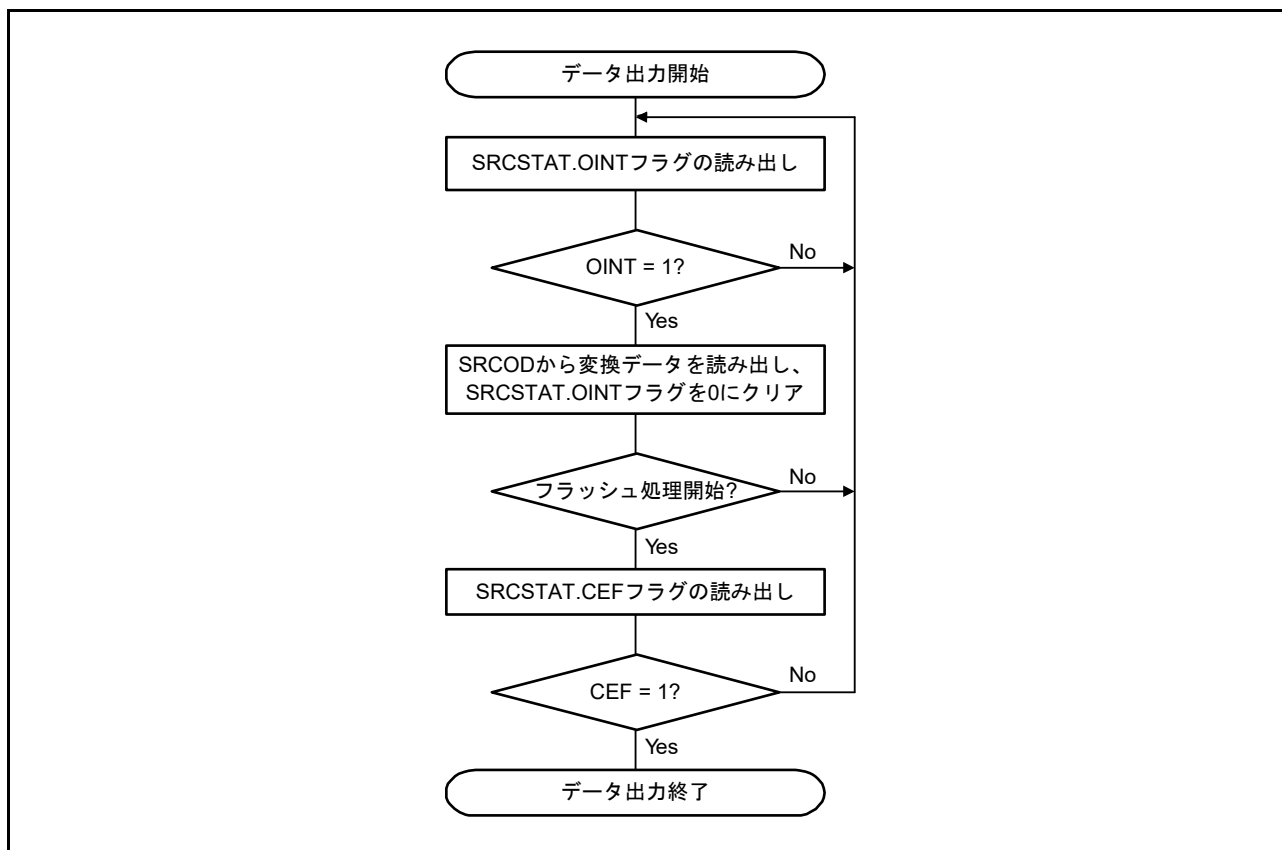 データ出力開始
SRCSTAT.OINTフラグの読み出し
OINT = 1?
No
Yes
SRCODから変換データを読み出し、
SRCSTAT.OINTフラグを0にクリア
フラッシュ処理開始?
No
Yes
SRCSTAT.CEFフラグの読み出し
CEF = 1?
No
Yes
データ出力終了